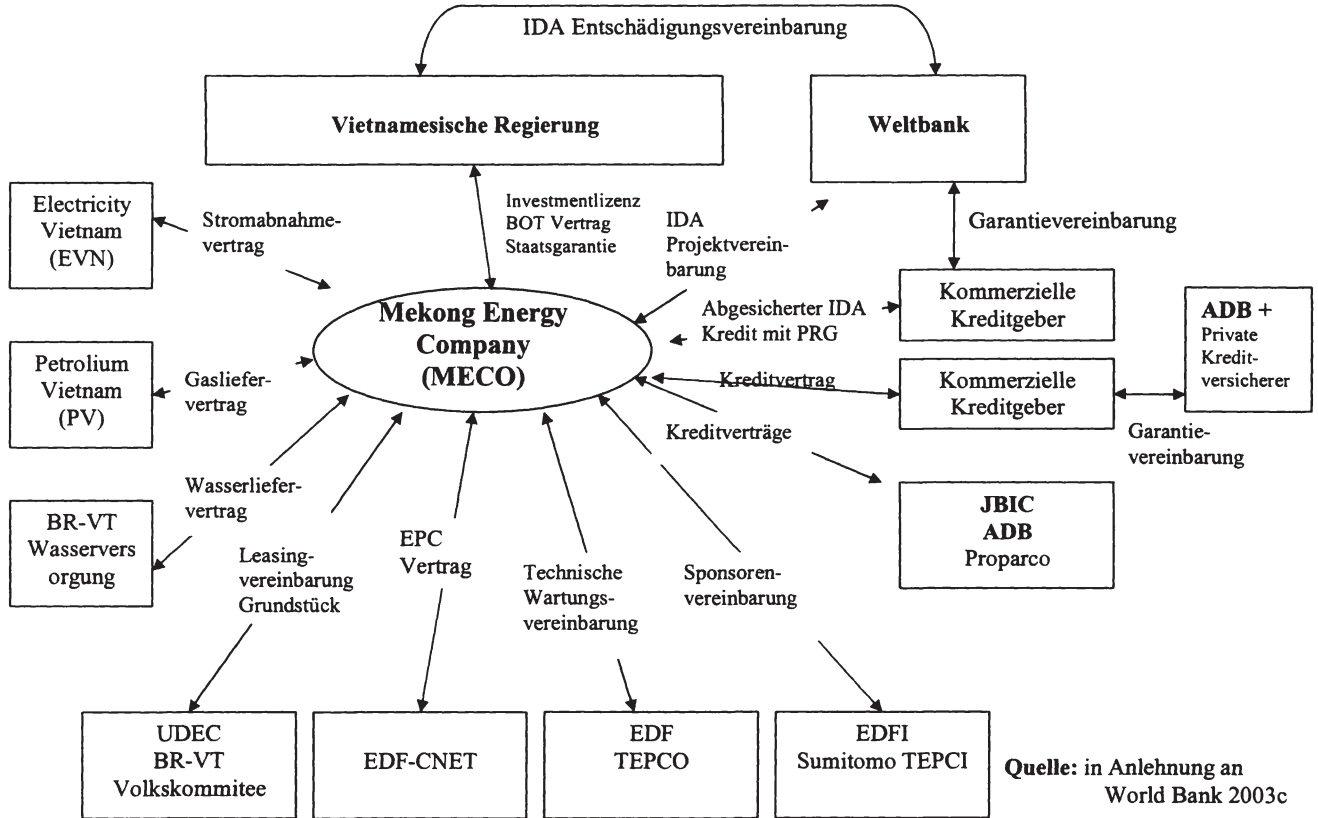 IDA Entschädigungsvereinbarung
Vietnamesische Regierung
Weltbank
Electricity
Vietnam
(EVN)
Stromabnahme-
vertrag
Investmentlizenz
BOT Vertrag
Staatsgarantie
IDA
Projektverein-
barung
Garantievereinbarung
Mekong Energy
Company
(MECO)
Abgesicherter IDA
Kredit mit PRG
Kommerzielle
Kreditgeber
ADB +
Private
Kredit-
versicherer
Petrolium
Vietnam
(PV)
Gasliefer-
vertrag
Kreditvertrag
Kommerzielle
Kreditgeber
Kreditverträge
Garantie-
vereinbarung
BR-VT
Wasservers
orgung
Wasserliefer-
vertrag
Leasing-
vereinbarung
Grundstück
EPC
Vertrag
Technische
Wartungs-
vereinbarung
Sponsoren-
vereinbarung
JBIC
ADB
Proparco
UDEC
BR-VT
Volkskommitee
EDF-CNET
EDF
TEPCO
EDFI
Sumitomo TEPCI
Quelle: in Anlehnung an
World Bank 2003c